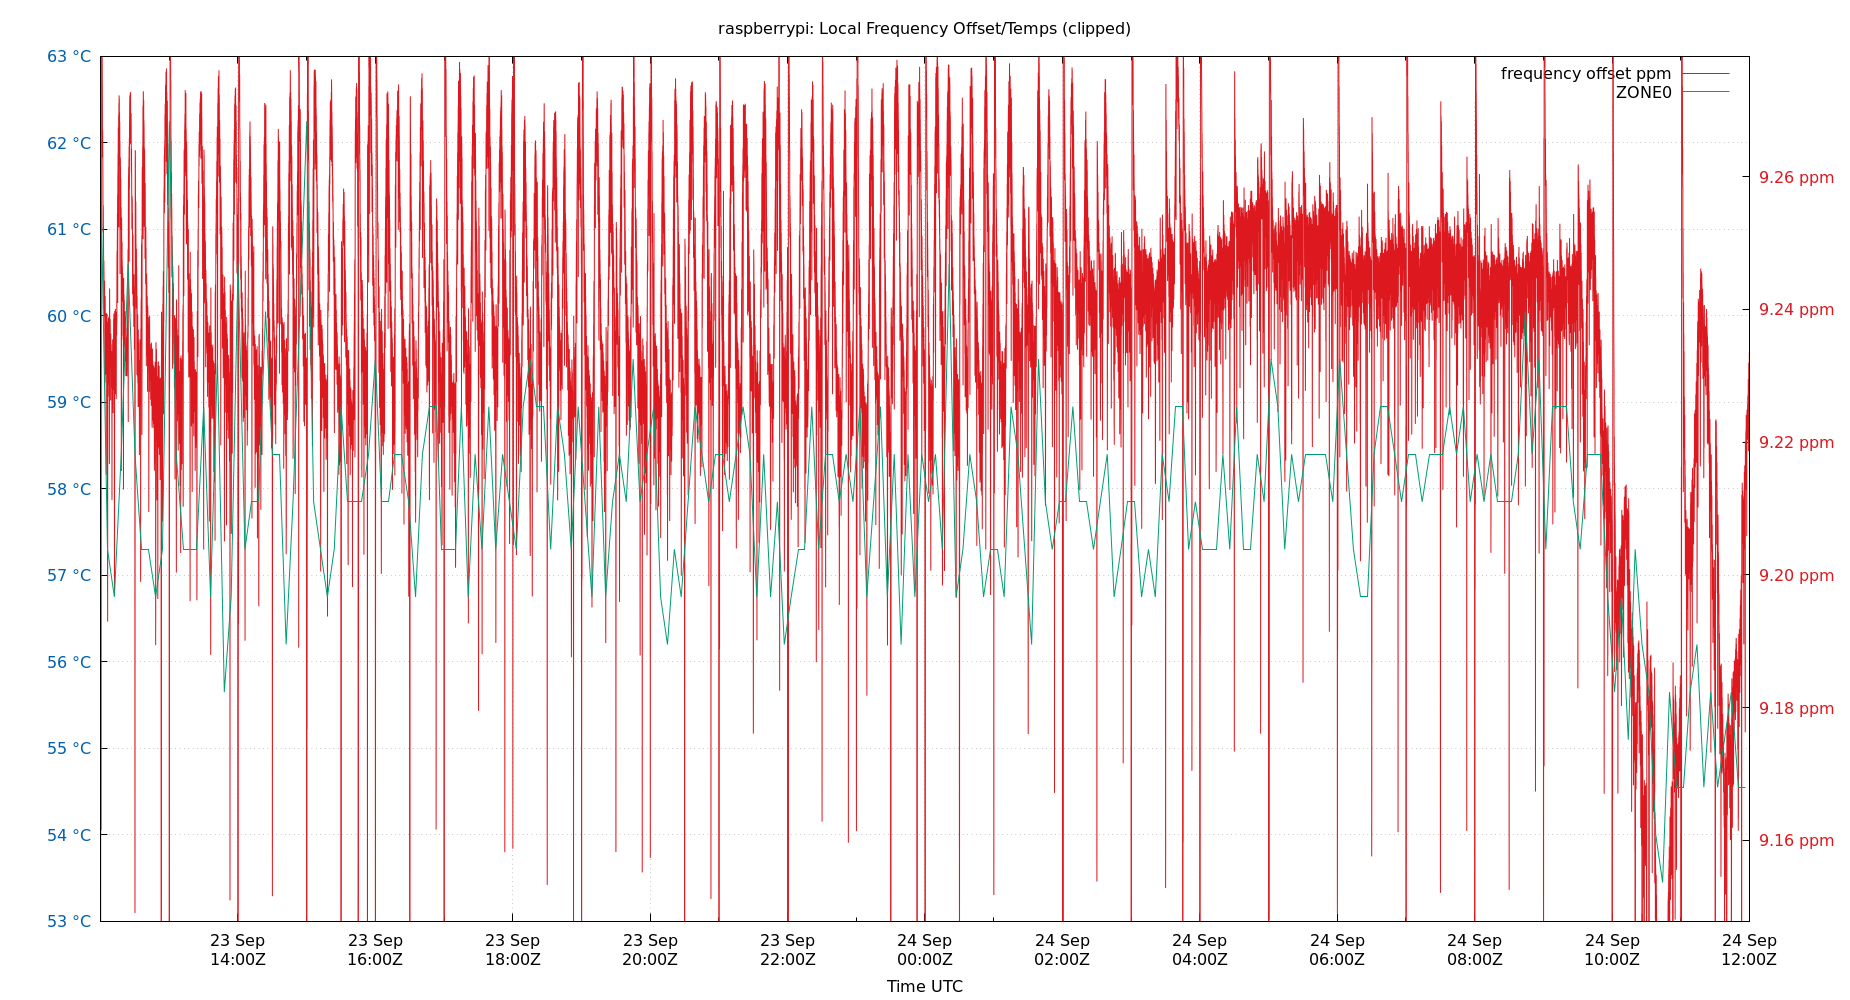 raspberrypi: Local Frequency Offset/Temps (clipped)
63 °C
62 °C
61 °C
60 °C
59 °C
58 °C
57 °C
56 °C
55 °C
54 °C
53 °C
frequency offset ppm
ZONE0
9.26 ppm
9.24 ppm
9.22 ppm
9.20 ppm
9.18 ppm
9.16 ppm
23 Sep
14:00Z
23 Sep
16:00Z
23 Sep
18:00Z
23 Sep
20:00Z
23 Sep
22:00Z
24 Sep
00:00Z
24 Sep
02:00Z
24 Sep
04:00Z
24 Sep
06:00Z
24 Sep
08:00Z
24 Sep
10:00Z
24 Sep
12:00Z
Time UTC